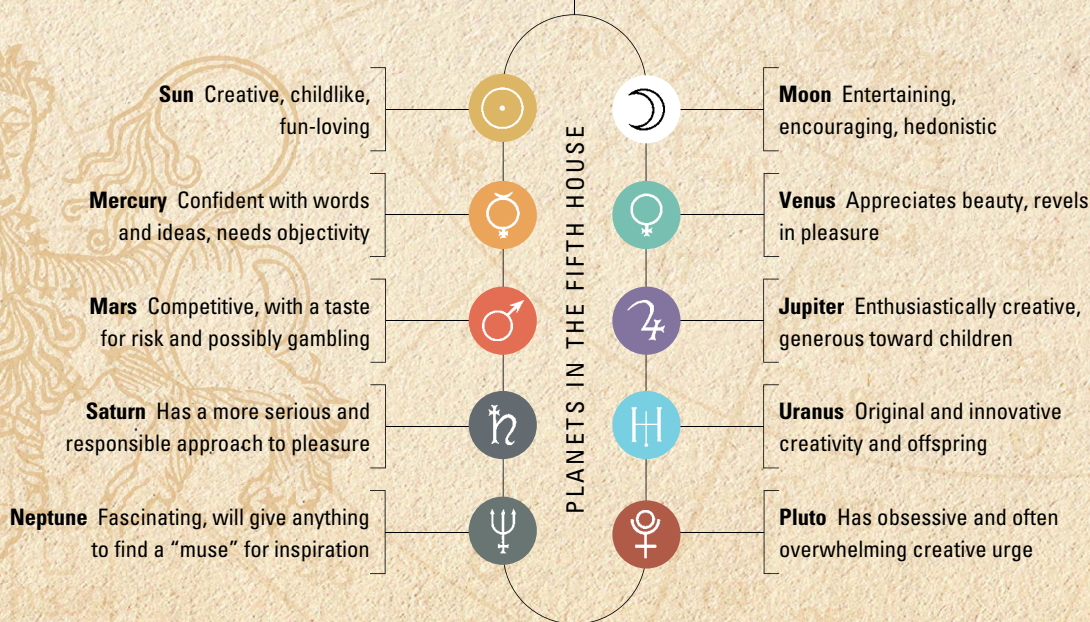 PLANETS IN THE FIFTH HOUSE
Sun Creative, childlike,
fun-loving
Moon Entertaining,
encouraging, hedonistic
Mercury Confident with words
and ideas, needs objectivity
Venus Appreciates beauty, revels
in pleasure
Mars Competitive, with a taste
for risk and possibly gambling
Jupiter Enthusiastically creative,
generous toward children
Saturn Has a more serious and
responsible approach to pleasure
Uranus Original and innovative
creativity and offspring
Neptune Fascinating, will give anything
to find a “muse” for inspiration
Pluto Has obsessive and often
overwhelming creative urge